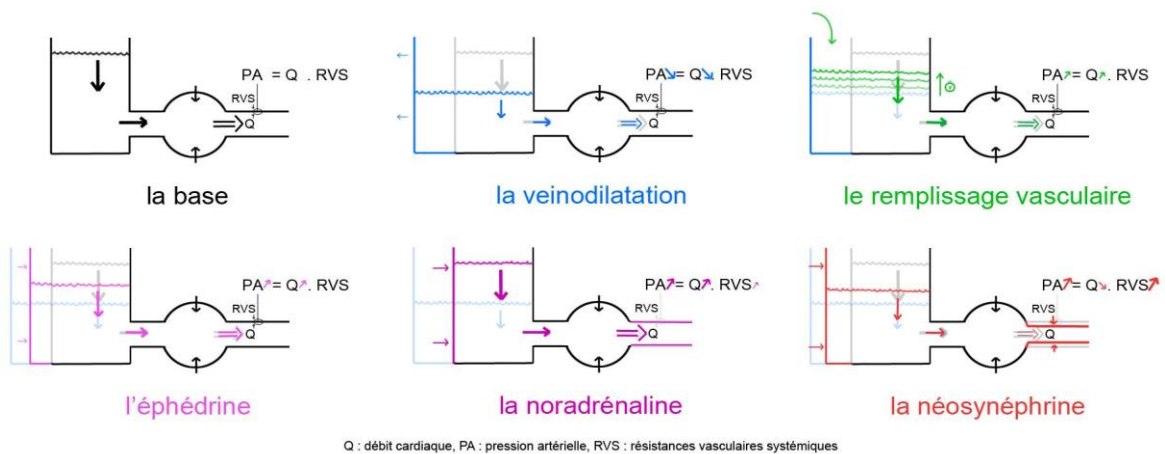 PA = Q . RVS
RVS
Q
la base
PA↘= Q↘. RVS
RVS
Q
la veinodilatation
PA↗= Q↗. RVS
RVS
Q
le remplissage vasculaire
PA↗= Q↗. RVS
RVS
Q
l'éphédrine
PA↗= Q↗. RVS↗
RVS
Q
la noradrénaline
PA↗= Q↘. RVS↗
RVS
Q
la néosynéphrine
Q : débit cardiaque, PA : pression artérielle, RVS : résistances vasculaires systémiques